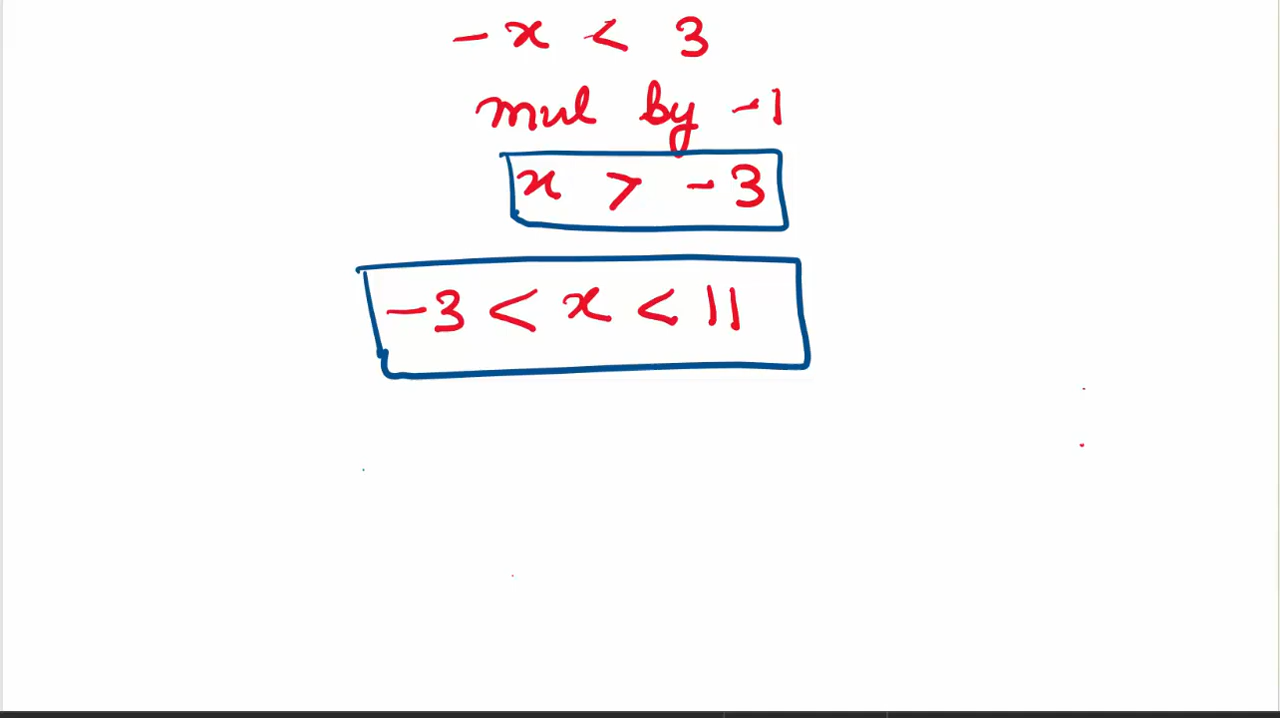 -x < 3
mul by -1
x > -3
-3 < x < 11